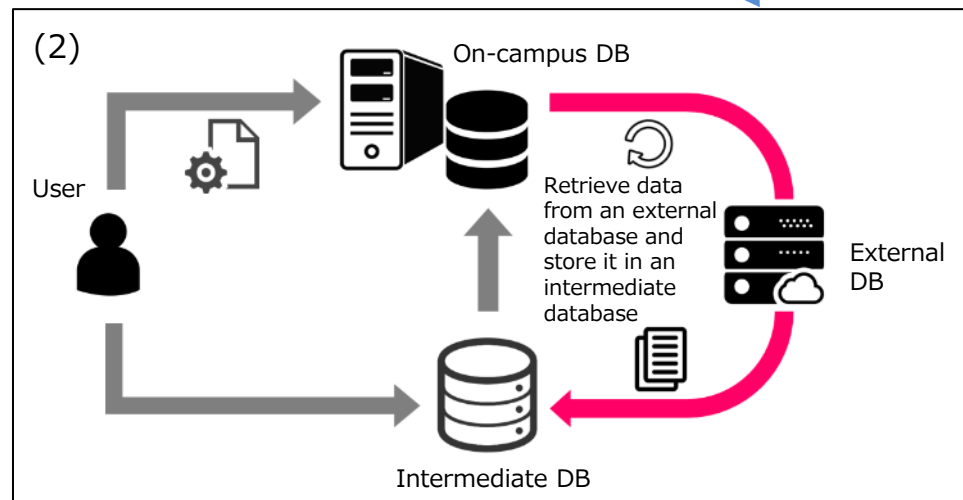 (2)
On-campus DB
User
Retrieve data
from an external
database and
store it in an
intermediate
database
External
DB
Intermediate DB